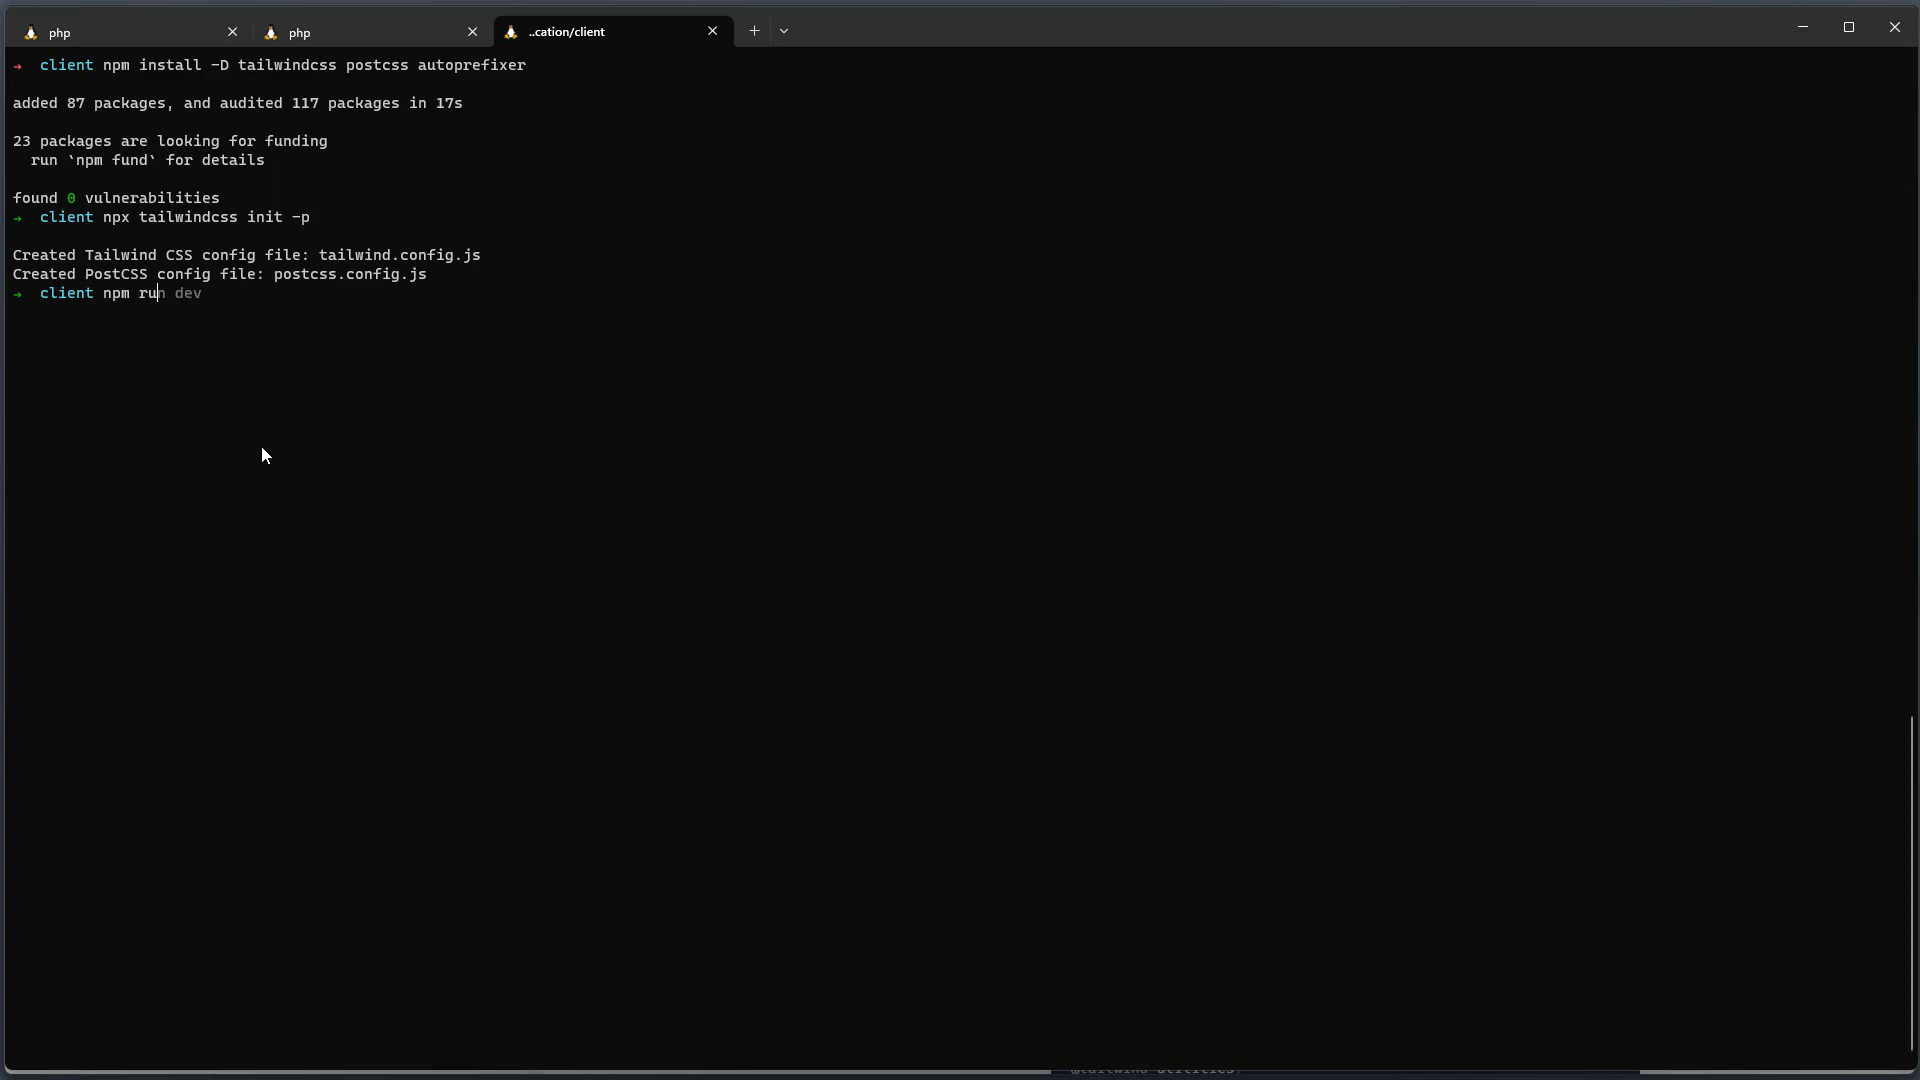 php
php
..cation/client
→ client npm install -D tailwindcss postcss autoprefixer
added 87 packages, and audited 117 packages in 17s
23 packages are looking for funding
run `npm fund` for details
found 0 vulnerabilities
→ client npx tailwindcss init -p
Created Tailwind CSS config file: tailwind.config.js
Created PostCSS config file: postcss.config.js
→ client npm run dev
@tailwind utilities;